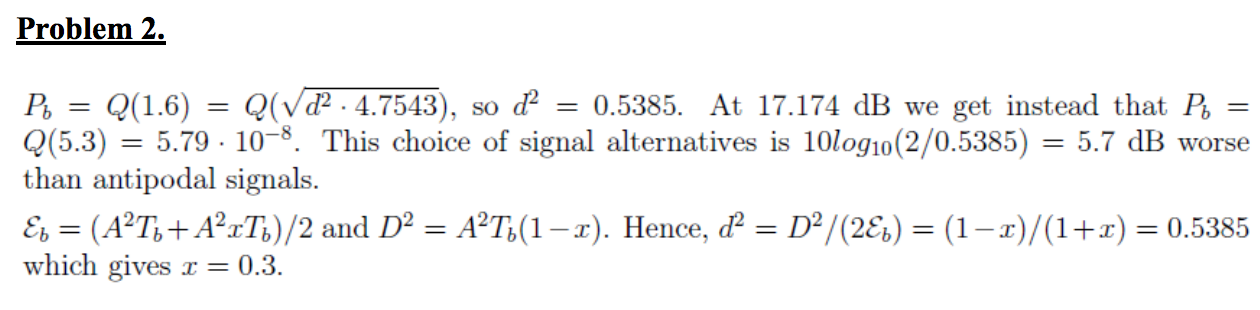 Problem 2.
P_b = Q(1.6) = Q(√d² · 4.7543), so d² = 0.5385. At 17.174 dB we get instead that P_b =
Q(5.3) = 5.79 · 10⁻⁸. This choice of signal alternatives is 10log₁₀(2/0.5385) = 5.7 dB worse
than antipodal signals.
ℰ_b = (A²T_b + A²xT_b)/2 and D² = A²T_b(1−x). Hence, d² = D²/(2ℰ_b) = (1−x)/(1+x) = 0.5385
which gives x = 0.3.